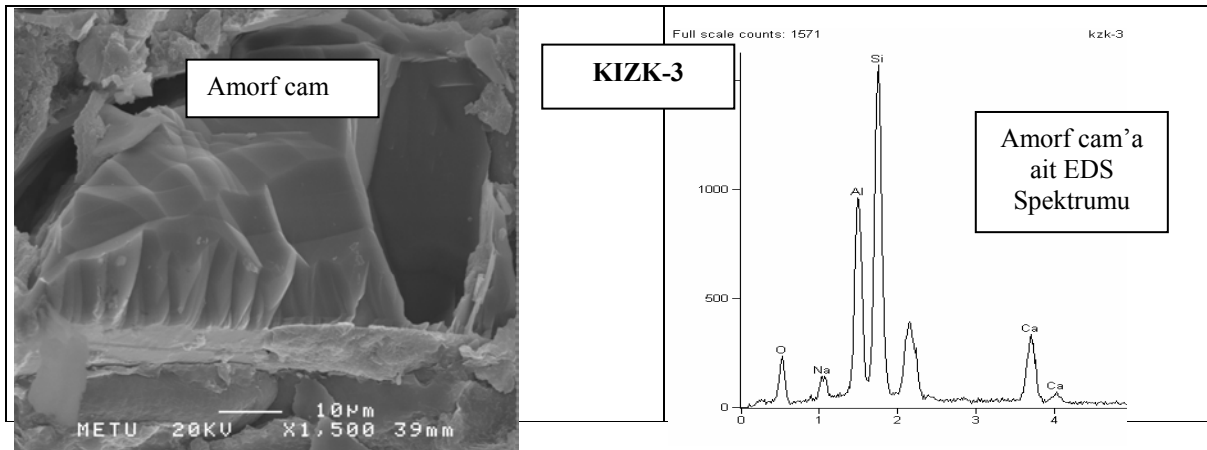 Amorf cam
10µm
METU 20KV X1,500 39mm
KIZK-3
Full scale counts: 1571
kzk-3
Si
1000
Al
500
Ca
O
Na
Ca
0
0 1 2 3 4
Amorf cam’a
ait EDS
Spektrumu